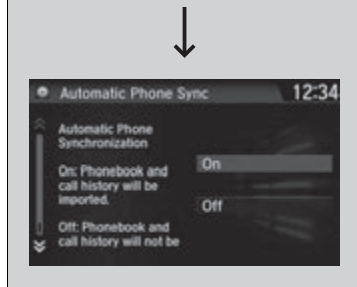 Automatic Phone Sync 12:34
Automatic Phone
Synchronization
On: Phonebook and
call history will be
imported.
Off: Phonebook and
call history will not be
On
Off